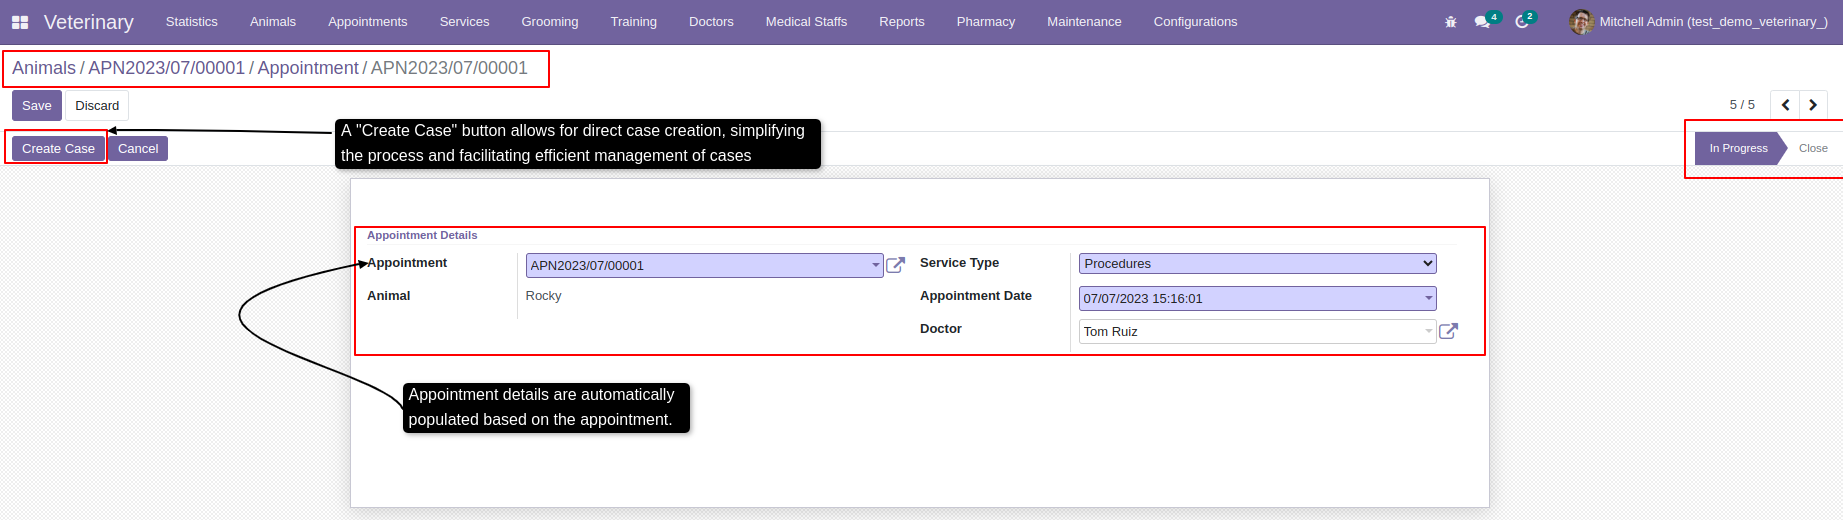 Veterinary Statistics Animals Appointments Services Grooming Training Doctors Medical Staffs Reports Pharmacy Maintenance Configurations 4 2 Mitchell Admin (test_demo_veterinary_)
Animals / APN2023/07/00001 / Appointment / APN2023/07/00001
Save Discard 5 / 5
A "Create Case" button allows for direct case creation, simplifying
the process and facilitating efficient management of cases
Create Case Cancel In Progress Close
Appointment Details
Appointment APN2023/07/00001 Service Type Procedures
Animal Rocky Appointment Date 07/07/2023 15:16:01
Doctor Tom Ruiz
Appointment details are automatically
populated based on the appointment.